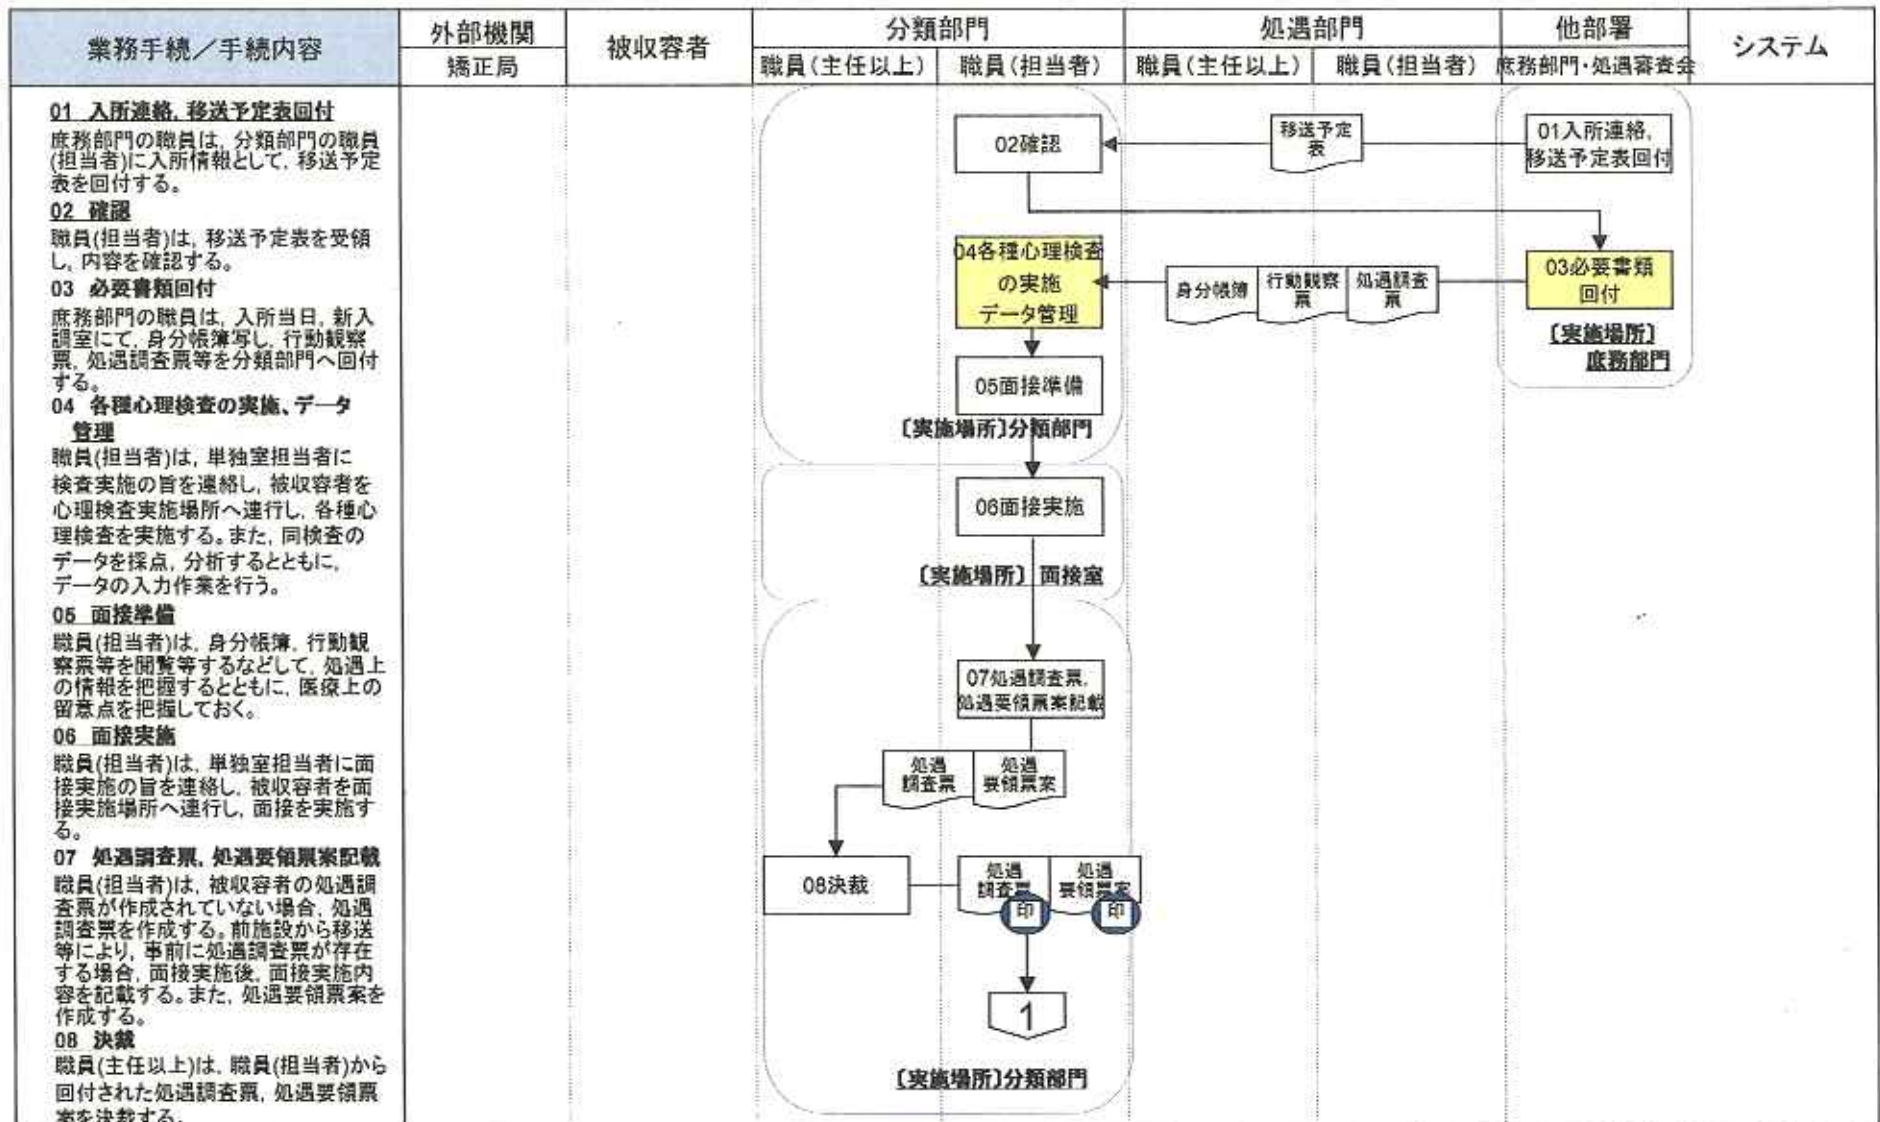 業務手続／手続内容
外部機関
矯正局
被収容者
分類部門
職員(主任以上)
職員(担当者)
処遇部門
職員(主任以上)
職員(担当者)
他部署
庶務部門・処遇審査会
システム
01 入所連絡, 移送予定表回付
庶務部門の職員は, 分類部門の職員
(担当者)に入所情報として, 移送予定
表を回付する。
02 確認
職員(担当者)は, 移送予定表を受領
し, 内容を確認する。
03 必要書類回付
庶務部門の職員は, 入所当日, 新入
調室にて, 身分帳簿写し, 行動観察
票, 処遇調査票等を分類部門へ回付
する。
04 各種心理検査の実施、データ
管理
職員(担当者)は, 単独室担当者に
検査実施の旨を連絡し, 被収容者を
心理検査実施場所へ連行し, 各種心
理検査を実施する。また, 同検査の
データを採点, 分析するとともに,
データの入力作業を行う。
05 面接準備
職員(担当者)は, 身分帳簿, 行動観
察票等を閲覧等するなどして, 処遇上
の情報を把握するとともに, 医療上の
留意点を把握しておく。
06 面接実施
職員(担当者)は, 単独室担当者に面
接実施の旨を連絡し, 被収容者を面
接実施場所へ連行し, 面接を実施す
る。
07 処遇調査票, 処遇要領票案記載
職員(担当者)は, 被収容者の処遇調
査票が作成されていない場合, 処遇
調査票を作成する。前施設から移送
等により, 事前に処遇調査票が存在
する場合, 面接実施後, 面接実施内
容を記載する。また, 処遇要領票案を
作成する。
08 決裁
職員(主任以上)は, 職員(担当者)から
回付された処遇調査票, 処遇要領票
案を決裁する。
02確認
移送予定
表
01入所連絡,
移送予定表回付
04各種心理検査
の実施
データ管理
身分帳簿
行動観察
票
処遇調査
票
03必要書類
回付
〔実施場所〕
庶務部門
05面接準備
〔実施場所〕分類部門
06面接実施
〔実施場所〕 面接室
07処遇調査票,
処遇要領票案記載
処遇
調査票
処遇
要領票案
08決裁
処遇
調査票
印
処遇
要領票案
印
1
〔実施場所〕分類部門